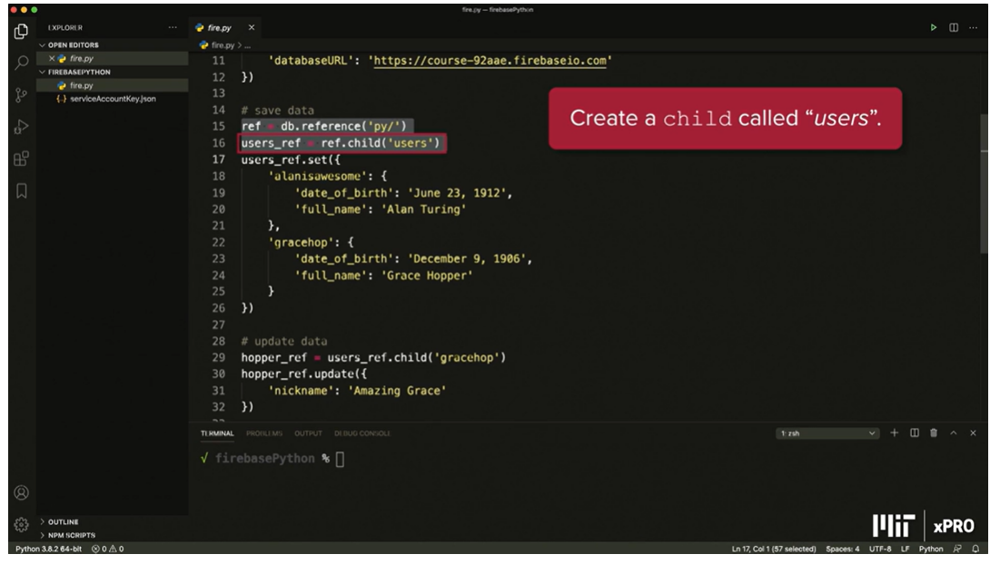 fire.py — firebasePython
EXPLORER ...
OPEN EDITORS
× fire.py
FIREBASEPYTHON
fire.py
{..} serviceAccountKey.json
fire.py ×
fire.py > ...
11 'databaseURL': 'https://course-92aae.firebaseio.com'
12 })
13
14 # save data
15 ref = db.reference('py/')
16 users_ref = ref.child('users')
17 users_ref.set({
18 'alanisawesome': {
19 'date_of_birth': 'June 23, 1912',
20 'full_name': 'Alan Turing'
21 },
22 'gracehop': {
23 'date_of_birth': 'December 9, 1906',
24 'full_name': 'Grace Hopper'
25 }
26 })
27
28 # update data
29 hopper_ref = users_ref.child('gracehop')
30 hopper_ref.update({
31 'nickname': 'Amazing Grace'
32 })
Create a child called “users”.
TERMINAL PROBLEMS OUTPUT DEBUG CONSOLE 1: zsh
√ firebasePython %
OUTLINE
NPM SCRIPTS
MIT xPRO
Python 3.8.2 64-bit 0 0 Ln 17, Col 1 (57 selected) Spaces: 4 UTF-8 LF Python